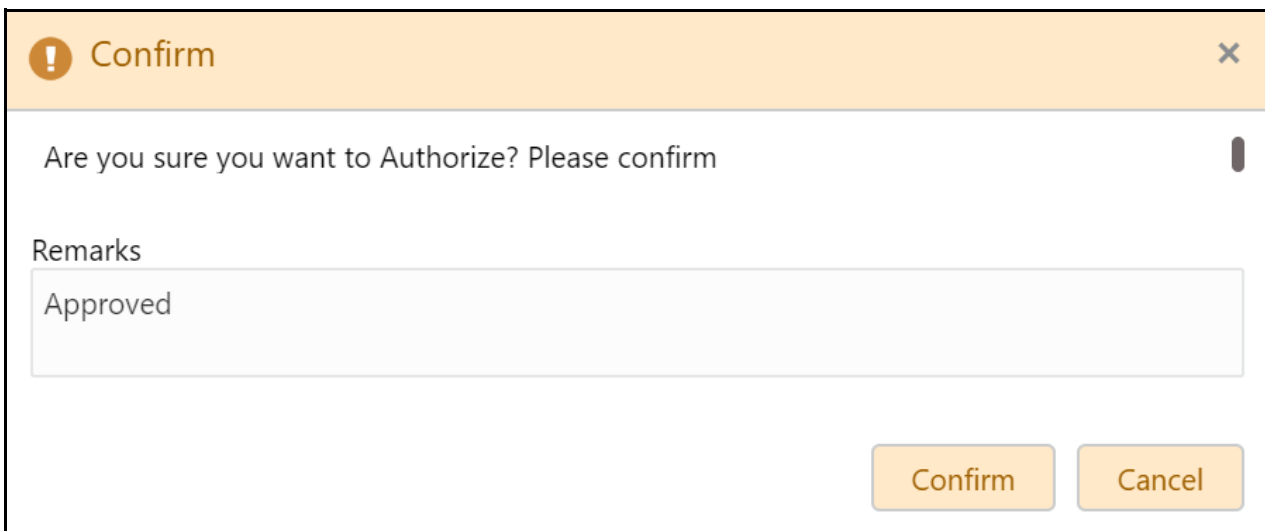 Confirm
Are you sure you want to Authorize? Please confirm
Remarks
Approved
Confirm
Cancel